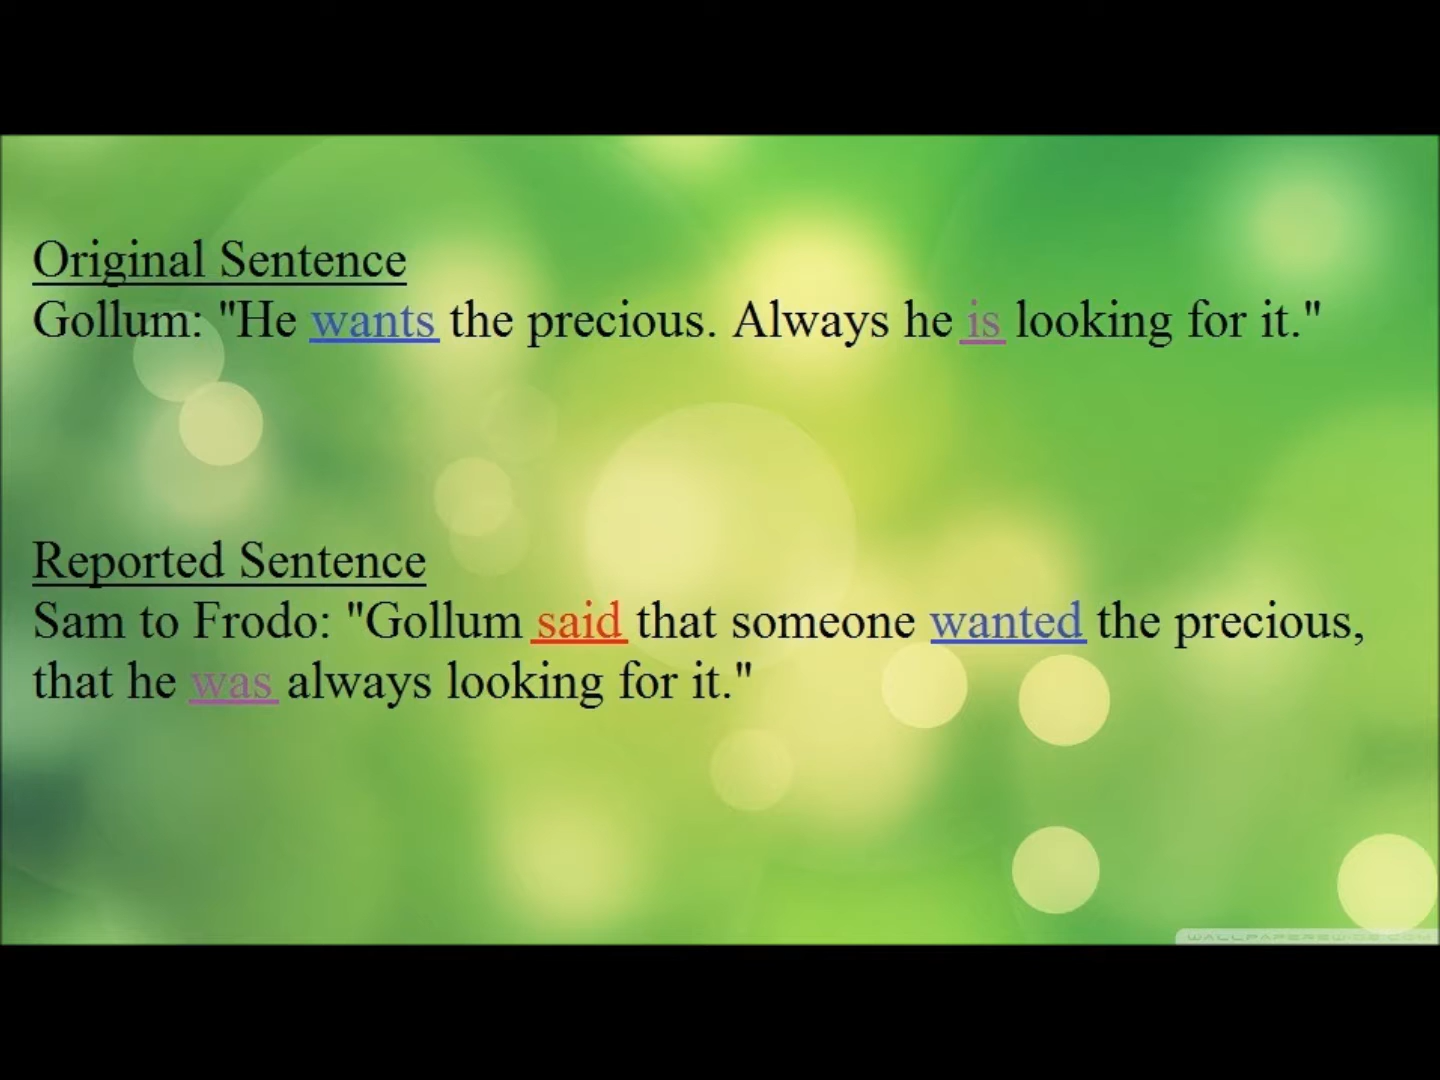 Original Sentence
Gollum: "He wants the precious. Always he is looking for it."
Reported Sentence
Sam to Frodo: "Gollum said that someone wanted the precious,
that he was always looking for it."